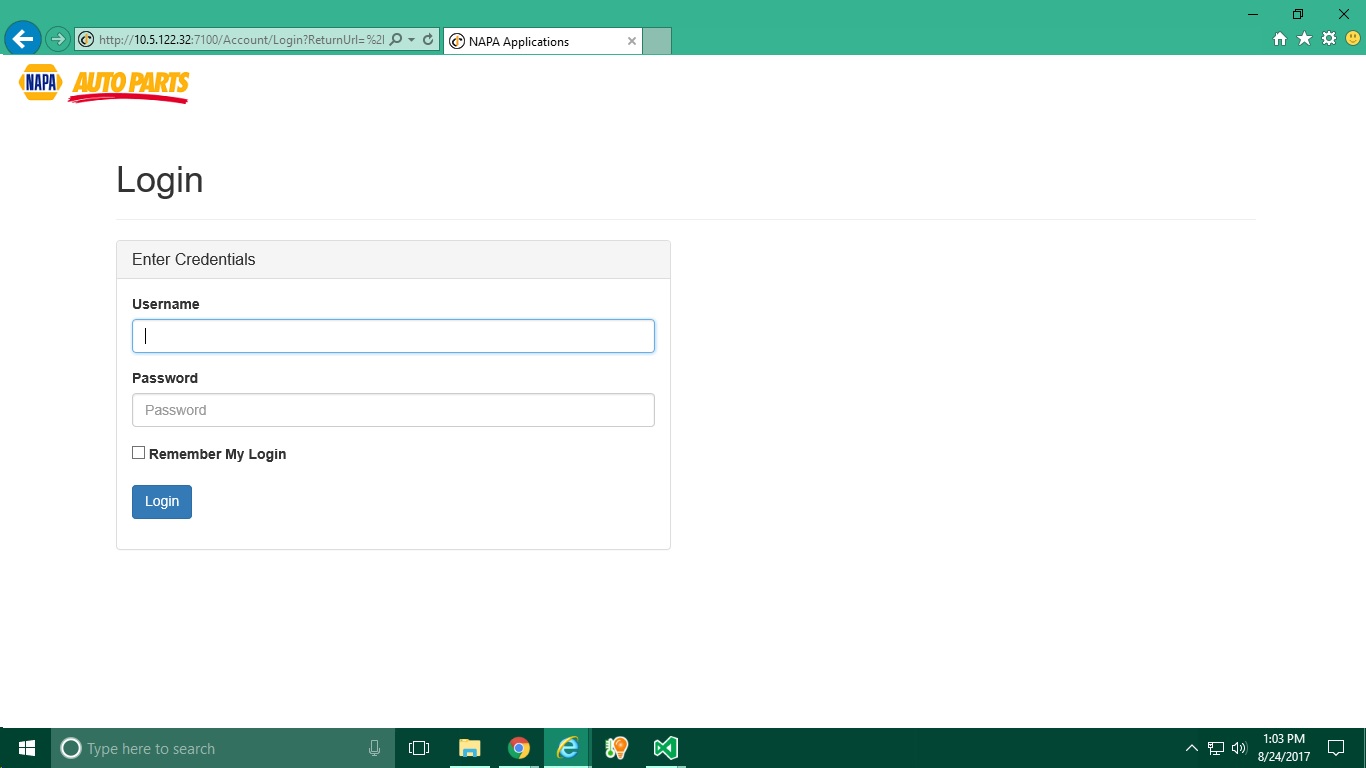 http://10.5.122.32:7100/Account/Login?ReturnUrl=%2
NAPA Applications
NAPA AUTO PARTS
Login
Enter Credentials
Username
Password
Password
Remember My Login
Login
Type here to search
1:03 PM
8/24/2017